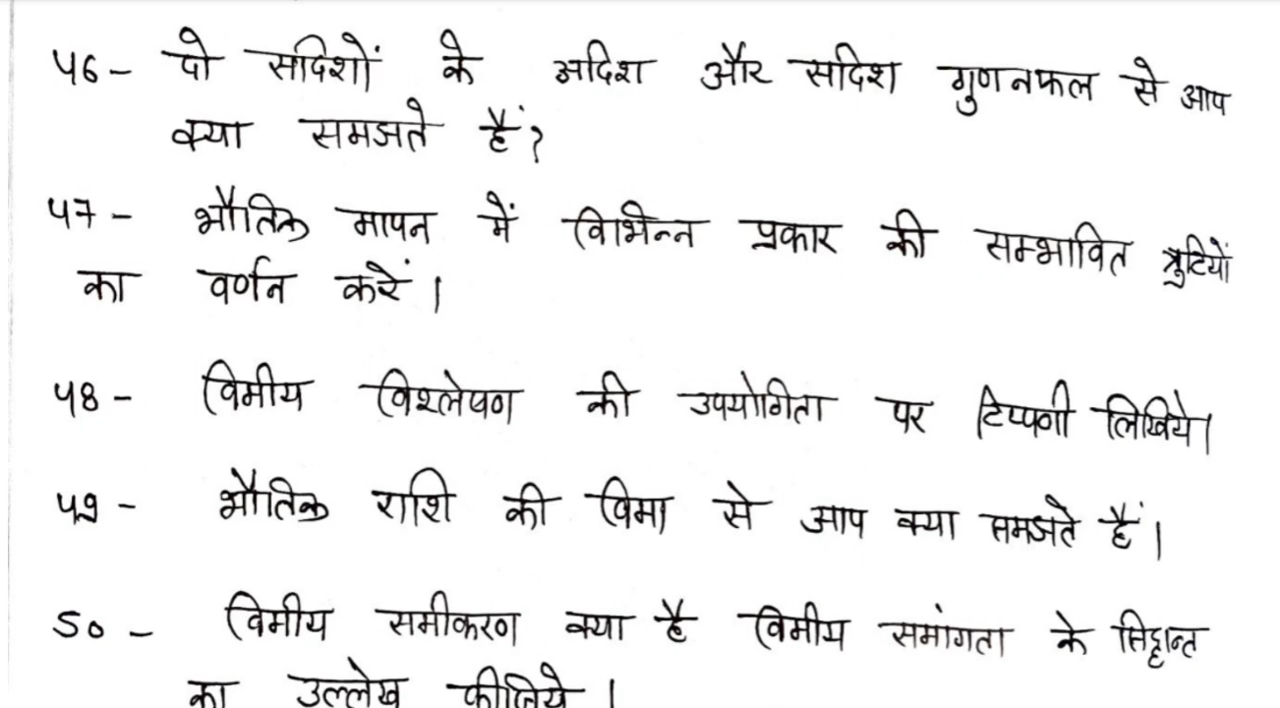 46- दो सदिशों के अदिश और सदिश गुणनफल से आप
क्या समझते हैं?
47- भौतिक मापन में विभिन्न प्रकार की सम्भावित त्रुटियों
का वर्णन करें।
48- विमीय विश्लेषण की उपयोगिता पर टिप्पणी लिखिये।
49- भौतिक राशि की विमा से आप क्या समझते हैं।
50- विमीय समीकरण क्या है विमीय समांगता के सिद्दान्त
का उल्लेख कीजिये।